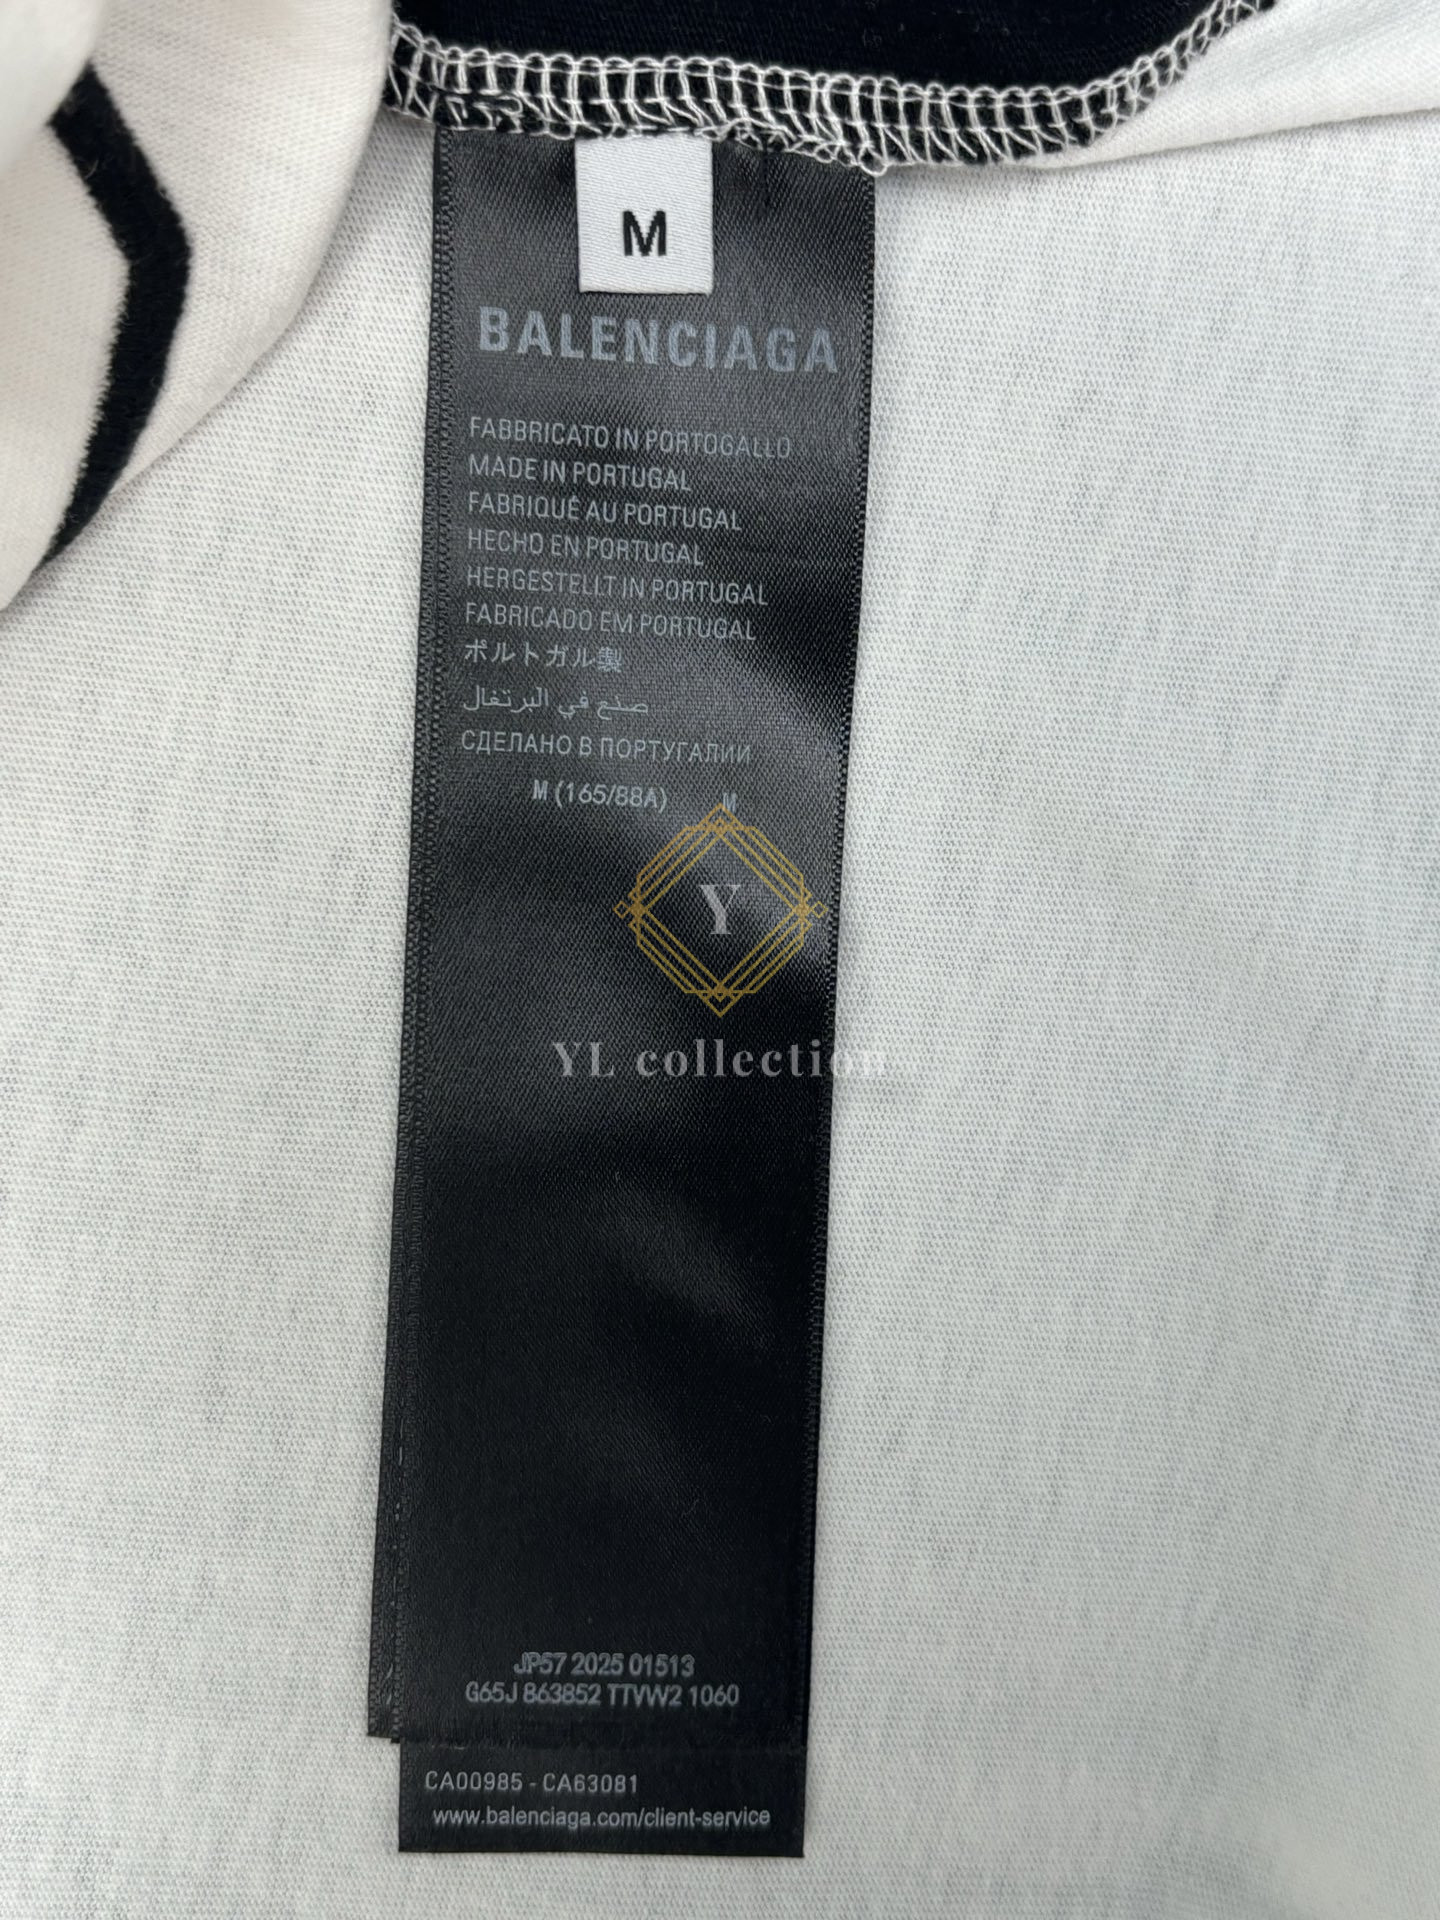 M
BALENCIAGA
FABBRICATO IN PORTOGALLO
MADE IN PORTUGAL
FABRIQUÉ AU PORTUGAL
HECHO EN PORTUGAL
HERGESTELLT IN PORTUGAL
FABRICADO EM PORTUGAL
ポルトガル製
صنع في البرتغال
СДЕЛАНО В ПОРТУГАЛИИ
M (165/88A) M
Y
YL collection
JP57 2025 01513
G65J 863852 TTVW2 1060
CA00985 - CA63081
www.balenciaga.com/client-service